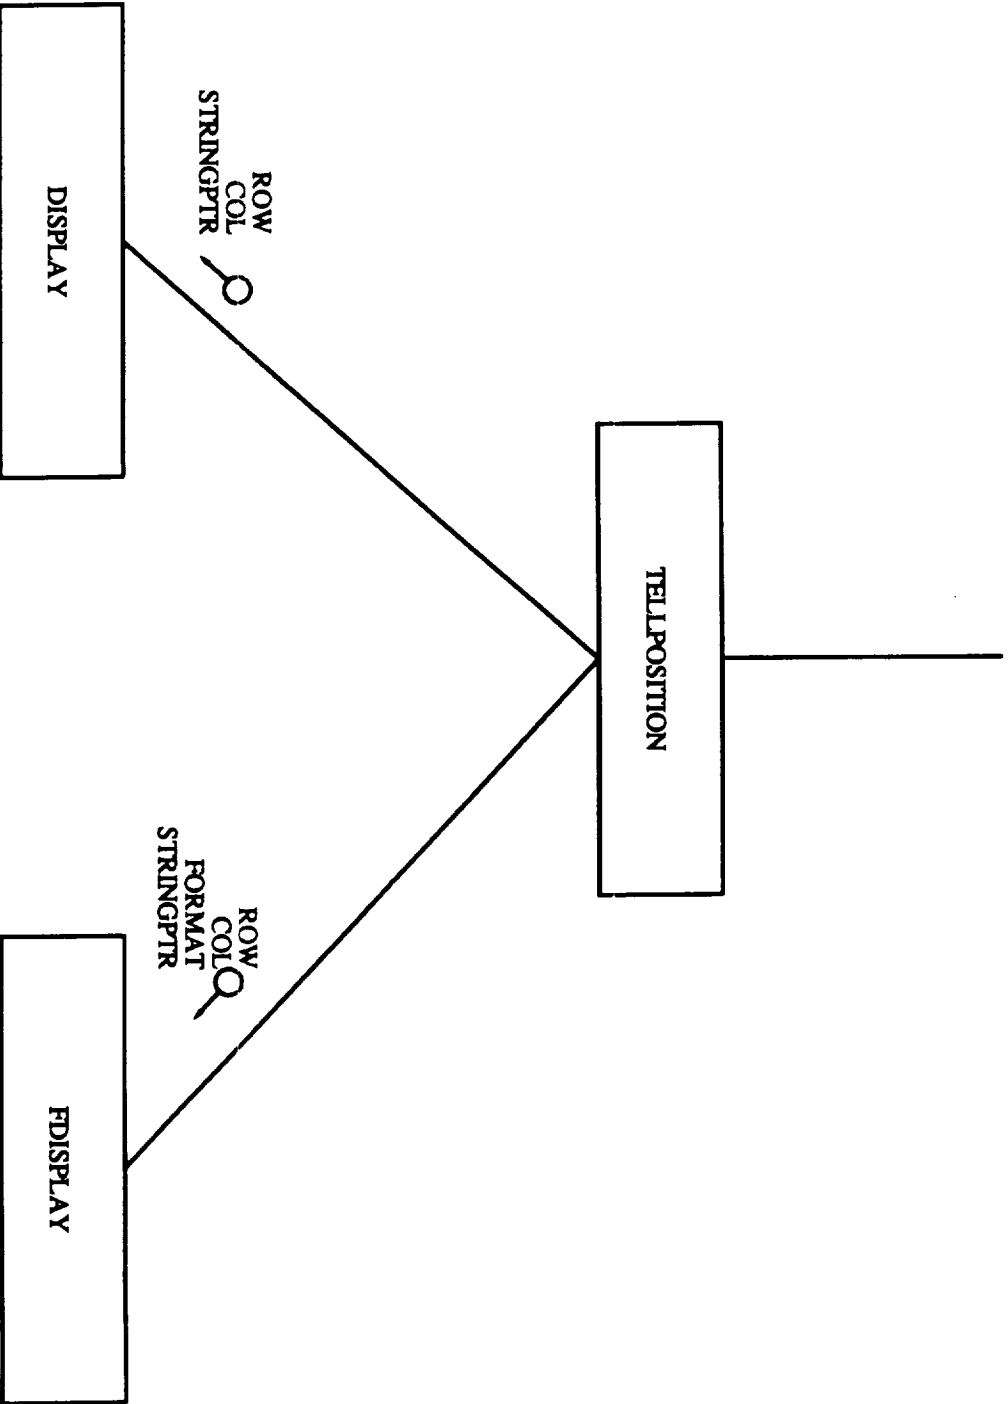 TELLPOSITION
ROW
COL
STRINGPTR
ROW
COL
FORMAT
STRINGPTR
DISPLAY
FDISPLAY